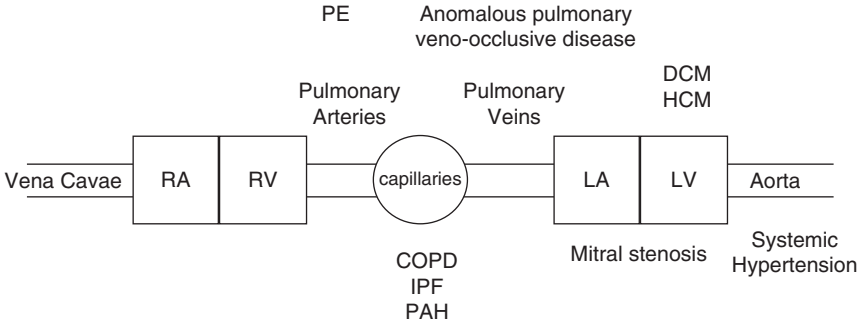 PE
Anomalous pulmonary
veno-occlusive disease
DCM
HCM
Pulmonary
Arteries
Pulmonary
Veins
Vena Cavae
RA
RV
capillaries
LA
LV
Aorta
COPD
IPF
PAH
Mitral stenosis
Systemic
Hypertension